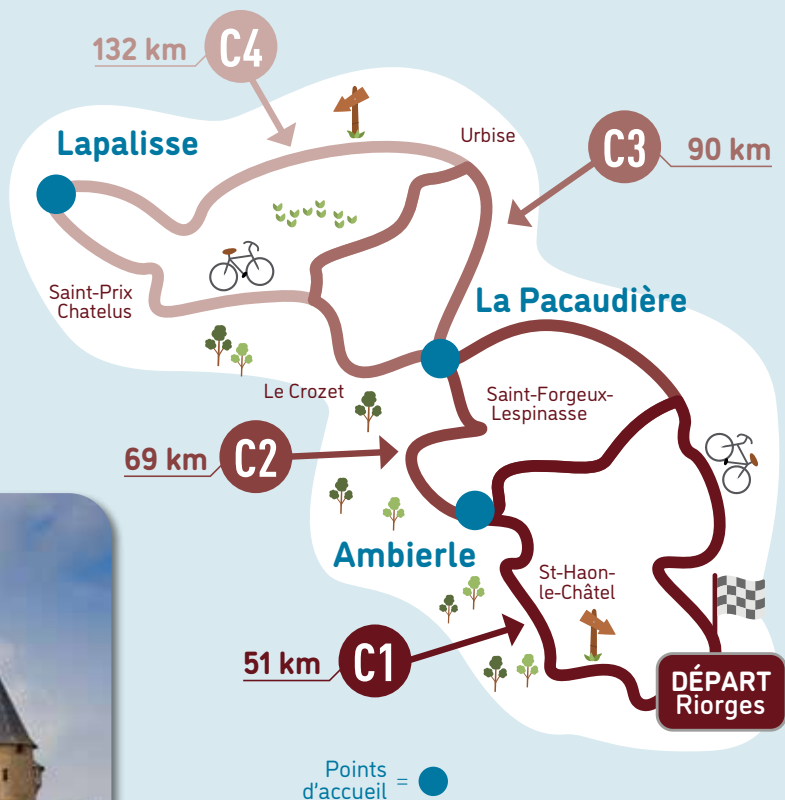 132 km
C4
Lapalisse
Urbise
C3
90 km
Saint-Prix
Chatelus
La Pacaudière
Le Crozet
Saint-Forgeux-
Lespinasse
69 km
C2
Ambierle
St-Haon-
le-Châtel
51 km
C1
DÉPART
Riorges
Points
d'accueil =